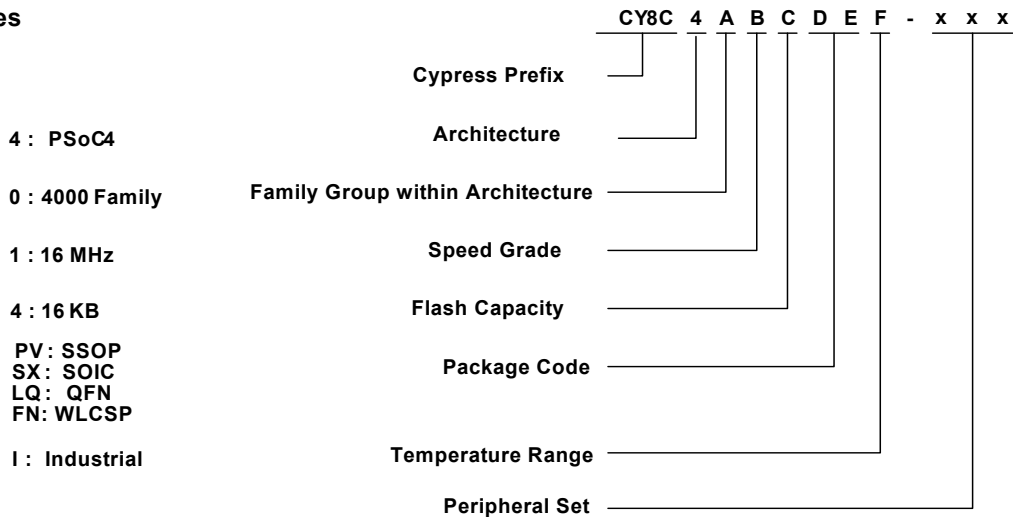 es
CY8C 4 A B C D E F - x x x
Cypress Prefix
4 : PSoC4 Architecture
0 : 4000 Family Family Group within Architecture
1 : 16 MHz Speed Grade
4 : 16 KB Flash Capacity
PV : SSOP
SX : SOIC
LQ : QFN
FN: WLCSP
Package Code
I : Industrial Temperature Range
Peripheral Set